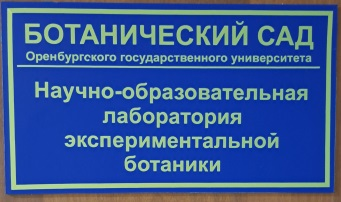 БОТАНИЧЕСКИЙ САД
Оренбургского государственного университета
Научно-образовательная
лаборатория
экспериментальной
ботаники